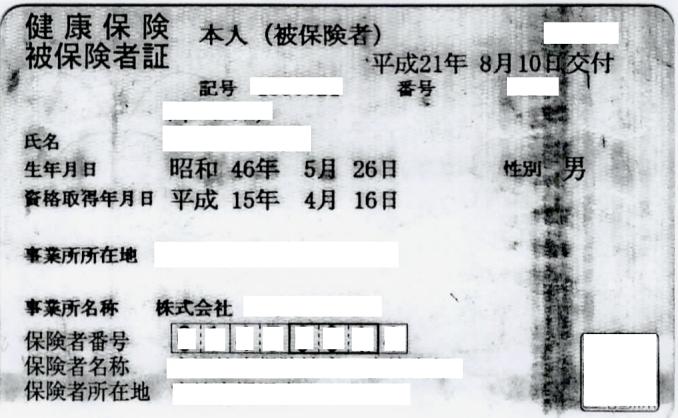 健康保険
被保険者証
本人（被保険者）
平成21年 8月10日交付
記号 番号
氏名
生年月日 昭和 46年 5月 26日 性別 男
資格取得年月日 平成 15年 4月 16日
事業所所在地
事業所名称 株式会社
保険者番号
保険者名称
保険者所在地